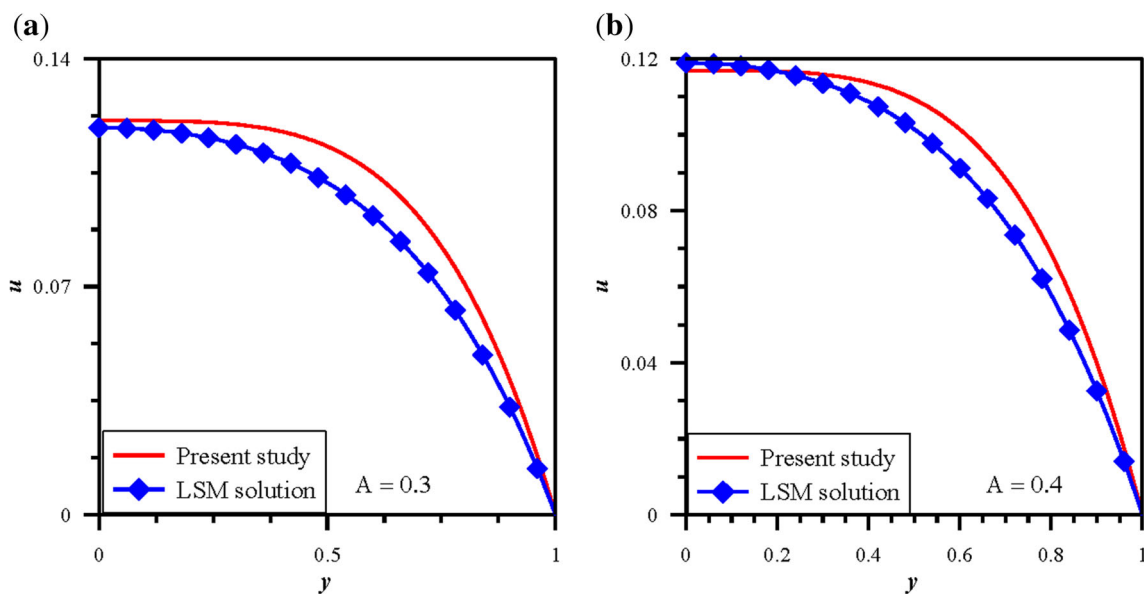 (a)
0.14
0.07
0
u
Present study
LSM solution
A = 0.3
0
0.5
1
y
(b)
0.12
0.08
0.04
0
u
Present study
LSM solution
A = 0.4
0
0.2
0.4
0.6
0.8
1
y